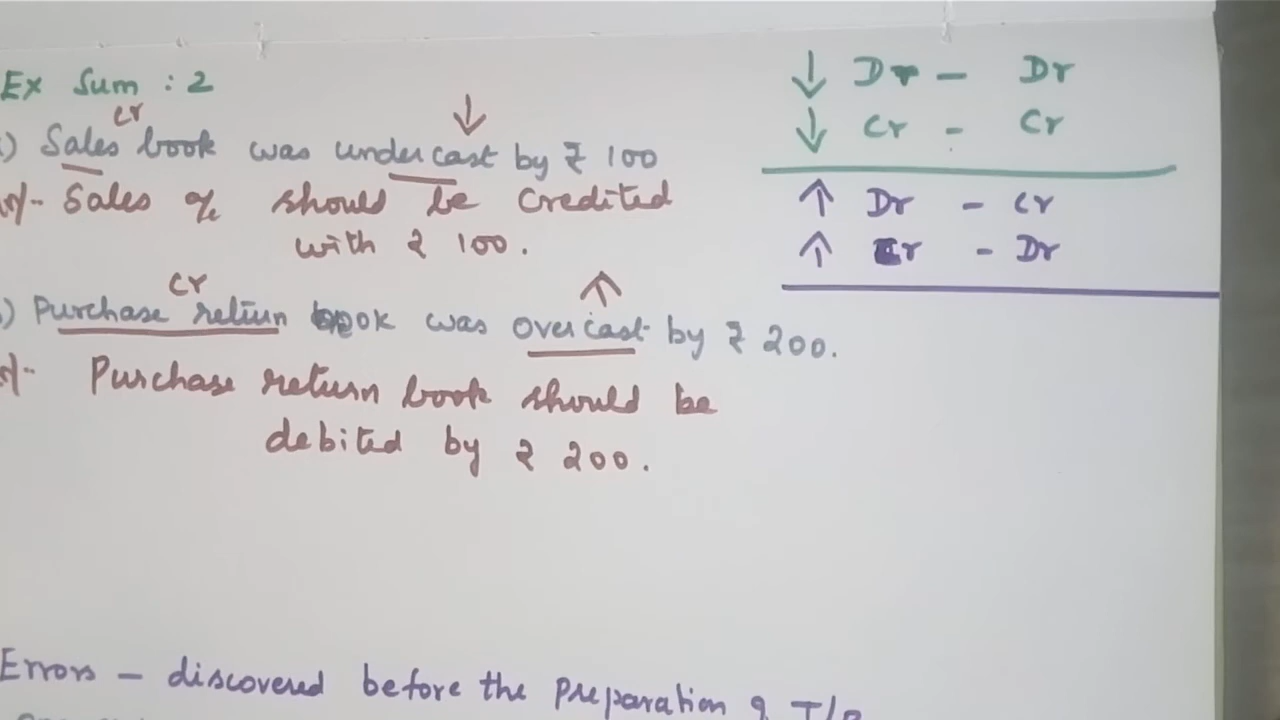 Ex Sum : 2
cr
) Sales book was undercast by ₹ 100
Sales a/c should be credited
with ₹ 100.
cr
) Purchase return book was overcast by ₹ 200.
Purchase return book should be
debited by ₹ 200.
↓ Dr - Dr
↓ Cr - Cr
↑ Dr - Cr
↑ Cr - Dr
Errors - discovered before the preparation of